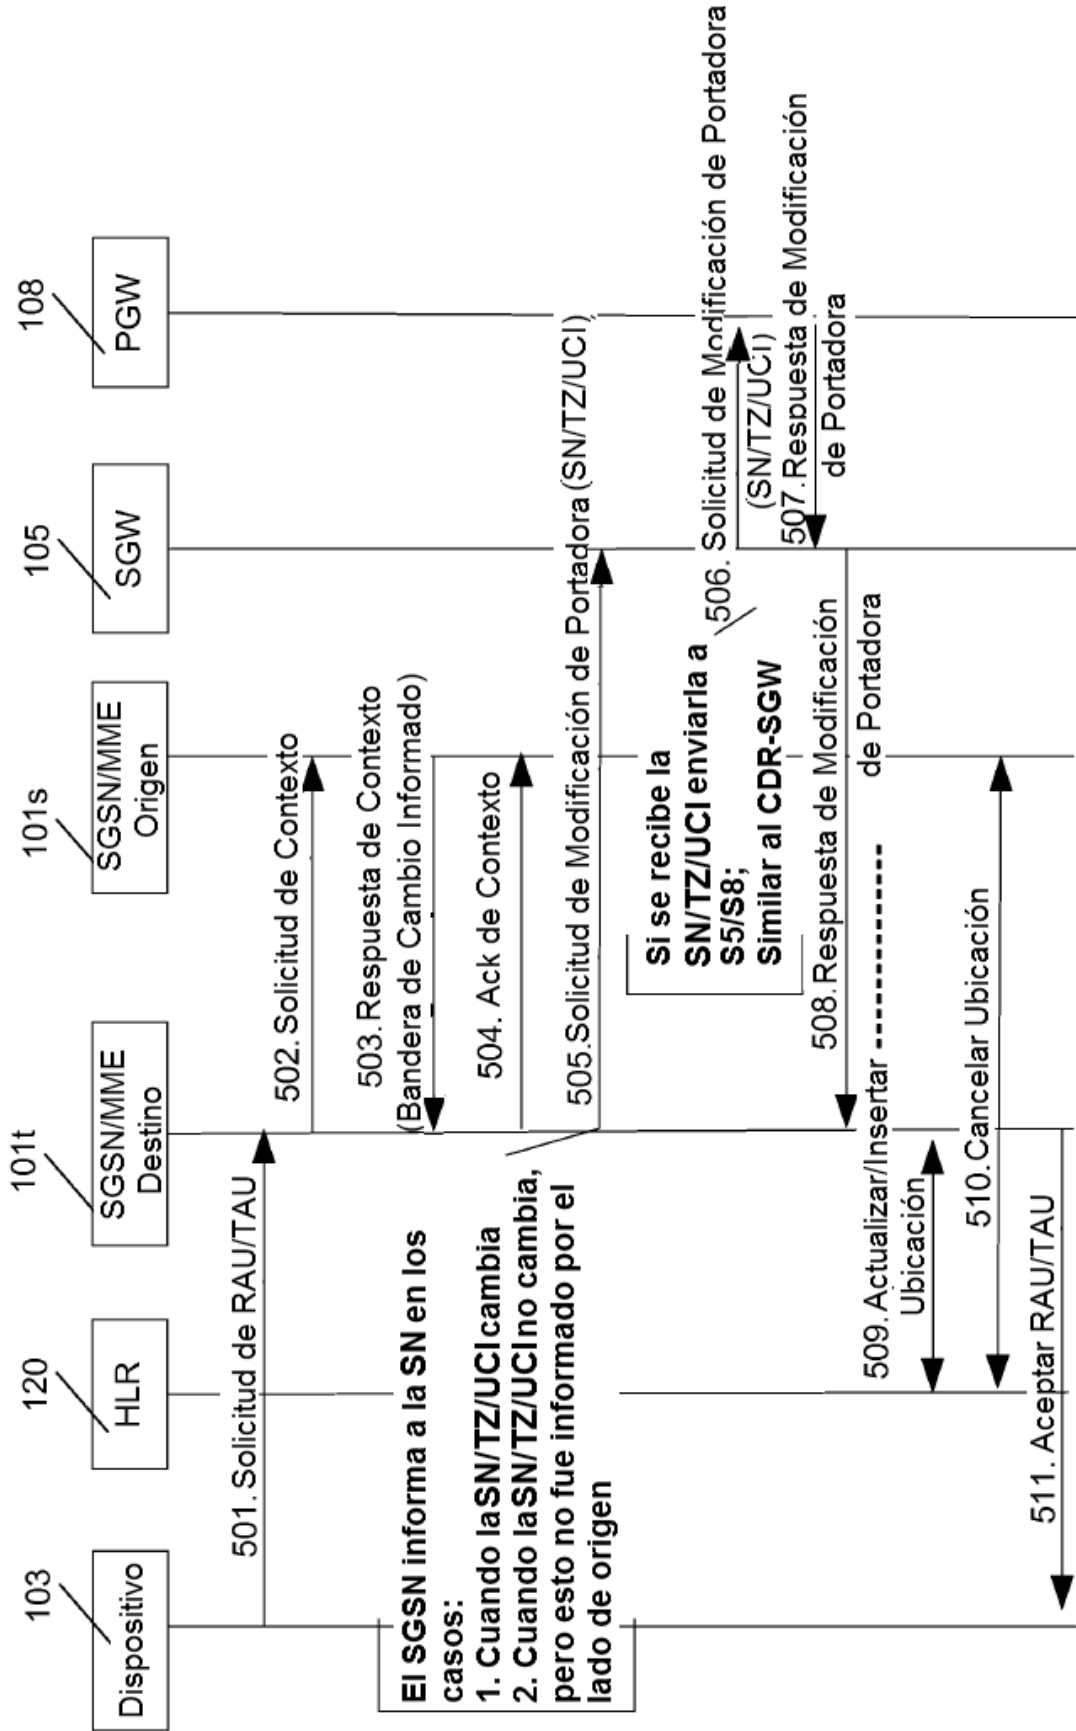 103
120
101t
101s
105
108
Dispositivo
HLR
SGSN/MME
Destino
SGSN/MME
Origen
SGW
PGW
501. Solicitud de RAU/TAU
502. Solicitud de Contexto
503. Respuesta de Contexto
(Bandera de Cambio Informado)
504. Ack de Contexto
El SGSN informa a la SN en los
casos:
1. Cuando laSN/TZ/UCI cambia
2. Cuando laSN/TZ/UCI no cambia,
pero esto no fue informado por el
lado de origen
505. Solicitud de Modificación de Portadora (SN/TZ/UCI)
Si se recibe la
SN/TZ/UCI enviarla a
S5/S8;
Similar al CDR-SGW
506. Solicitud de Modificación de Portadora
(SN/TZ/UCI)
507. Respuesta de Modificación
de Portadora
508. Respuesta de Modificación
de Portadora
509. Actualizar/Insertar
Ubicación
510. Cancelar Ubicación
511. Aceptar RAU/TAU